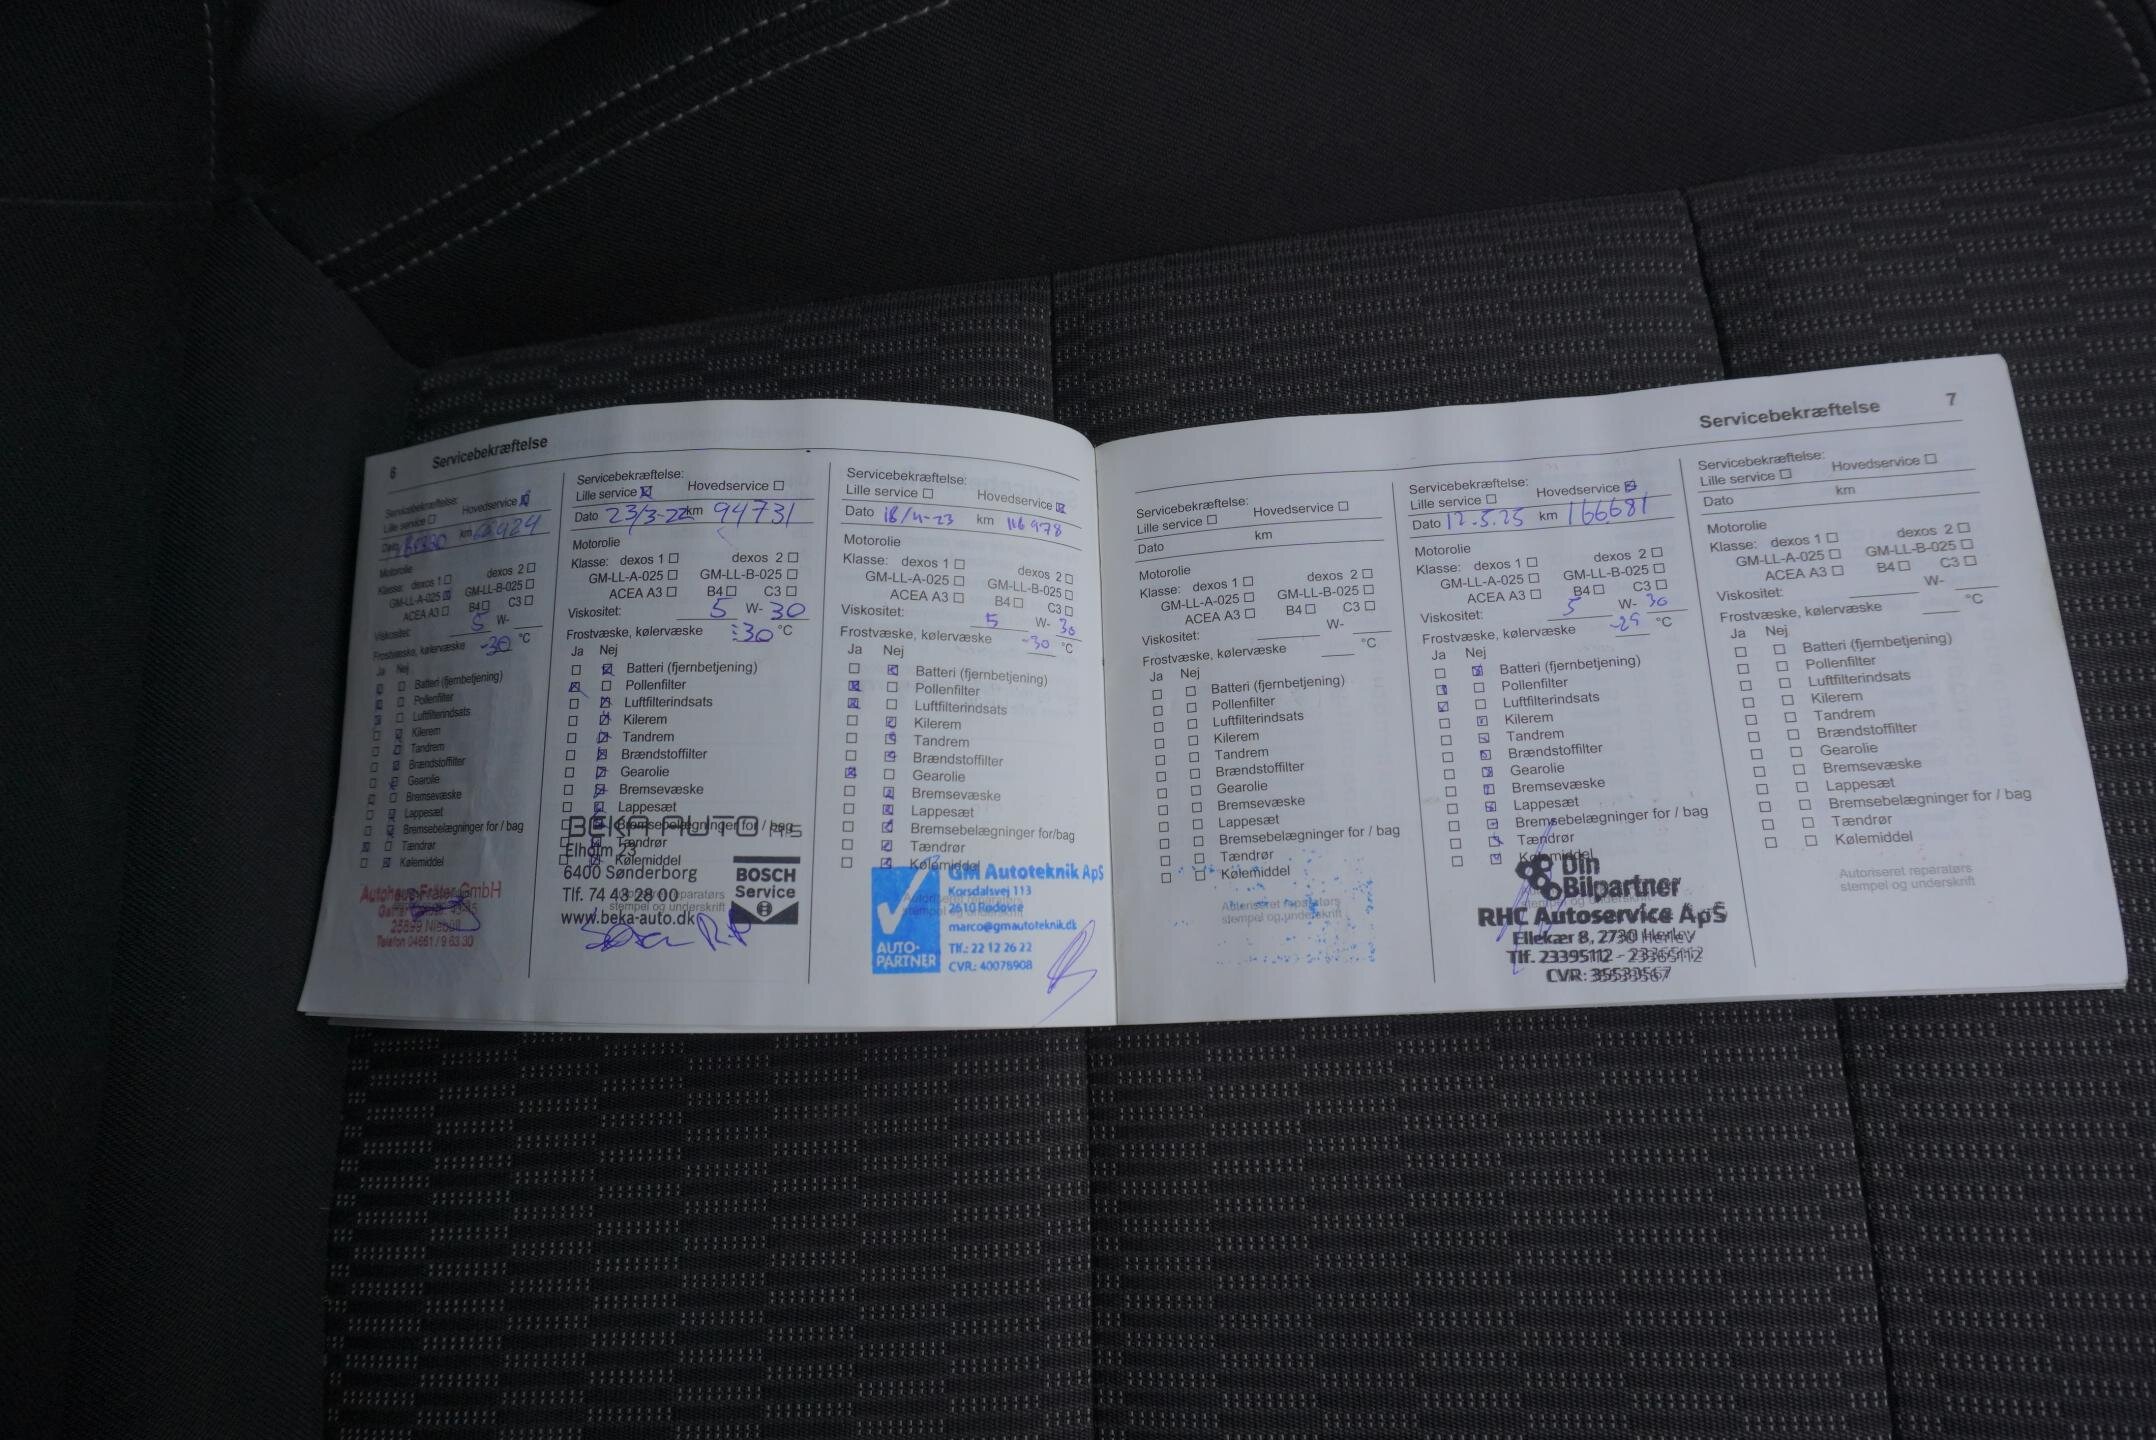 6 Servicebekræftelse
Servicebekræftelse:
Lille service ☐ Hovedservice ☒
Dato km
Motorolie
Klasse: dexos 1 ☐ dexos 2 ☐
GM-LL-A-025 ☒ GM-LL-B-025 ☐
ACEA A3 ☐ B4 ☐ C3 ☐
Viskositet: 5 W-
Frostvæske, kølervæske -30 °C
Ja Nej
Batteri (fjernbetjening)
Pollenfilter
Luftfilterindsats
Kilerem
Tandrem
Brændstoffilter
Gearolie
Bremsevæske
Lappesæt
Bremsebelægninger for / bag
Tændrør
Kølemiddel
Autohaus Fräter GmbH
25899 Niebüll
Telefon 04661 / 9 63 30
Servicebekræftelse:
Lille service ☒ Hovedservice ☐
Dato 23/3-22 km 94731
Motorolie
Klasse: dexos 1 ☐ dexos 2 ☐
GM-LL-A-025 ☐ GM-LL-B-025 ☐
ACEA A3 ☐ B4 ☐ C3 ☐
Viskositet: 5 W- 30
Frostvæske, kølervæske -30 °C
Ja Nej
Batteri (fjernbetjening)
Pollenfilter
Luftfilterindsats
Kilerem
Tandrem
Brændstoffilter
Gearolie
Bremsevæske
Lappesæt
Bremsebelægninger for / bag
Tændrør
Kølemiddel
BEKA AUTO A/S
Elholm 23
6400 Sønderborg
Tlf. 74 43 28 00
www.beka-auto.dk
BOSCH
Service
stempel og underskrift
Servicebekræftelse:
Lille service ☐ Hovedservice ☒
Dato 18/4-23 km 116978
Motorolie
Klasse: dexos 1 ☐ dexos 2 ☐
GM-LL-A-025 ☐ GM-LL-B-025 ☐
ACEA A3 ☐ B4 ☐ C3 ☐
Viskositet: 5 W- 30
Frostvæske, kølervæske -30 °C
Ja Nej
Batteri (fjernbetjening)
Pollenfilter
Luftfilterindsats
Kilerem
Tandrem
Brændstoffilter
Gearolie
Bremsevæske
Lappesæt
Bremsebelægninger for/bag
Tændrør
Kølemiddel
GM Autoteknik ApS
Korsdalsvej 113
2610 Rødovre
marco@gmautoteknik.dk
Tlf.: 22 12 26 22
CVR.: 40078908
AUTO-
PARTNER
Servicebekræftelse 7
Servicebekræftelse:
Lille service ☐ Hovedservice ☐
Dato km
Motorolie
Klasse: dexos 1 ☐ dexos 2 ☐
GM-LL-A-025 ☐ GM-LL-B-025 ☐
ACEA A3 ☐ B4 ☐ C3 ☐
Viskositet: W-
Frostvæske, kølervæske °C
Ja Nej
Batteri (fjernbetjening)
Pollenfilter
Luftfilterindsats
Kilerem
Tandrem
Brændstoffilter
Gearolie
Bremsevæske
Lappesæt
Bremsebelægninger for / bag
Tændrør
Kølemiddel
Autoriseret reparatørs
stempel og underskrift
Servicebekræftelse:
Lille service ☐ Hovedservice ☒
Dato 12.5.25 km 166681
Motorolie
Klasse: dexos 1 ☐ dexos 2 ☐
GM-LL-A-025 ☐ GM-LL-B-025 ☐
ACEA A3 ☐ B4 ☐ C3 ☐
Viskositet: 5 W- 30
Frostvæske, kølervæske -25 °C
Ja Nej
Batteri (fjernbetjening)
Pollenfilter
Luftfilterindsats
Kilerem
Tandrem
Brændstoffilter
Gearolie
Bremsevæske
Lappesæt
Bremsebelægninger for / bag
Tændrør
Kølemiddel
Din
Bilpartner
RHC Autoservice ApS
Ellekær 8, 2730 Herlev
Tlf. 23395112
CVR: 35533567
Servicebekræftelse:
Lille service ☐ Hovedservice ☐
Dato km
Motorolie
Klasse: dexos 1 ☐ dexos 2 ☐
GM-LL-A-025 ☐ GM-LL-B-025 ☐
ACEA A3 ☐ B4 ☐ C3 ☐
Viskositet: W-
Frostvæske, kølervæske °C
Ja Nej
Batteri (fjernbetjening)
Pollenfilter
Luftfilterindsats
Kilerem
Tandrem
Brændstoffilter
Gearolie
Bremsevæske
Lappesæt
Bremsebelægninger for / bag
Tændrør
Kølemiddel
Autoriseret reparatørs
stempel og underskrift